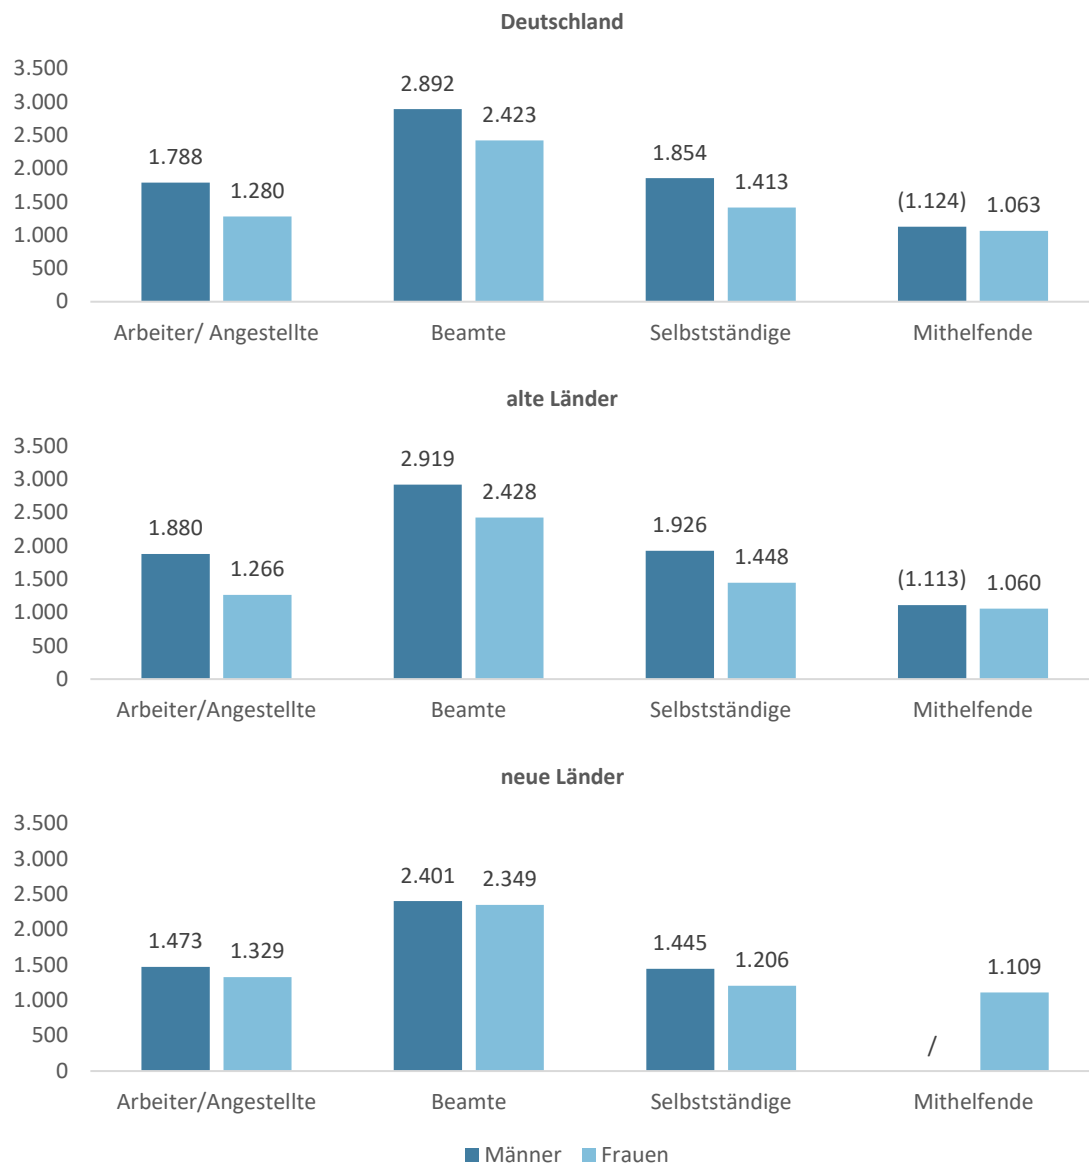 Deutschland
3.500
3.000
2.500
2.000
1.500
1.000
500
0
1.788
1.280
2.892
2.423
1.854
1.413
(1.124)
1.063
Arbeiter/ Angestellte
Beamte
Selbstständige
Mithelfende
alte Länder
3.500
3.000
2.500
2.000
1.500
1.000
500
0
1.880
1.266
2.919
2.428
1.926
1.448
(1.113)
1.060
Arbeiter/Angestellte
Beamte
Selbstständige
Mithelfende
neue Länder
3.500
3.000
2.500
2.000
1.500
1.000
500
0
1.473
1.329
2.401
2.349
1.445
1.206
/
1.109
Arbeiter/Angestellte
Beamte
Selbstständige
Mithelfende
Männer
Frauen